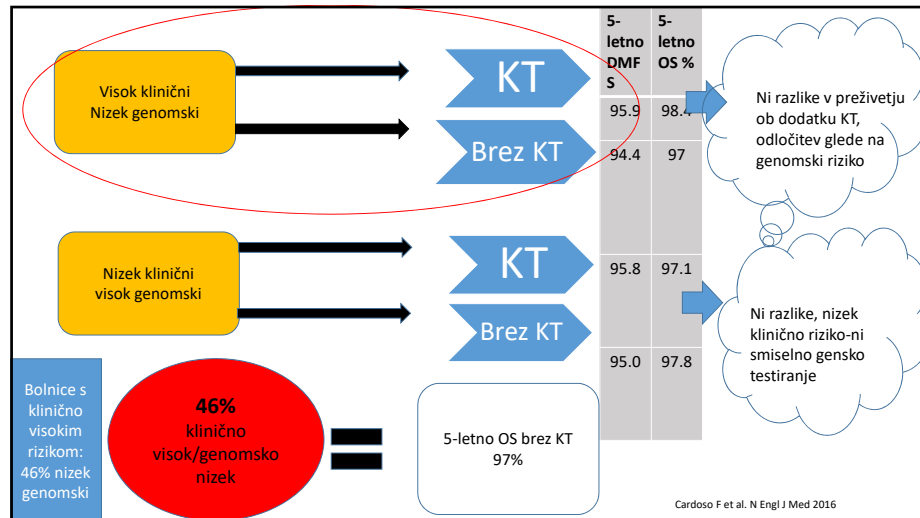 Visok klinični
Nizek genomski
KT
Brez KT
5-
letno
DMF
S
5-
letno
OS %
95.9
98.4
94.4
97
95.8
97.1
95.0
97.8
Ni razlike v preživetju
ob dodatku KT,
odločitev glede na
genomski riziko
Nizek klinični
visok genomski
KT
Brez KT
Ni razlike, nizek
klinično riziko-ni
smiselno gensko
testiranje
Bolnice s
klinično
visokim
rizikom:
46% nizek
genomski
46%
klinično
visok/genomsko
nizek
5-letno OS brez KT
97%
Cardoso F et al. N Engl J Med 2016